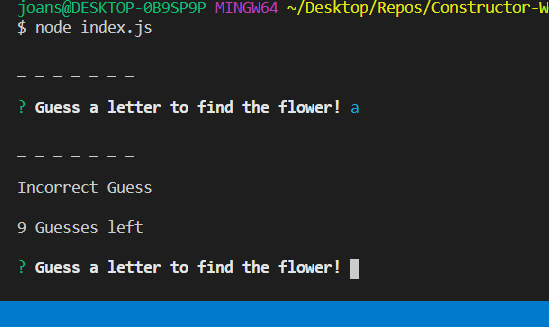 joans@DESKTOP-0B9SP9P MINGW64 ~/Desktop/Repos/Constructor-W
$ node index.js
_ _ _ _ _ _ _
? Guess a letter to find the flower! a
_ _ _ _ _ _ _
Incorrect Guess
9 Guesses left
? Guess a letter to find the flower!